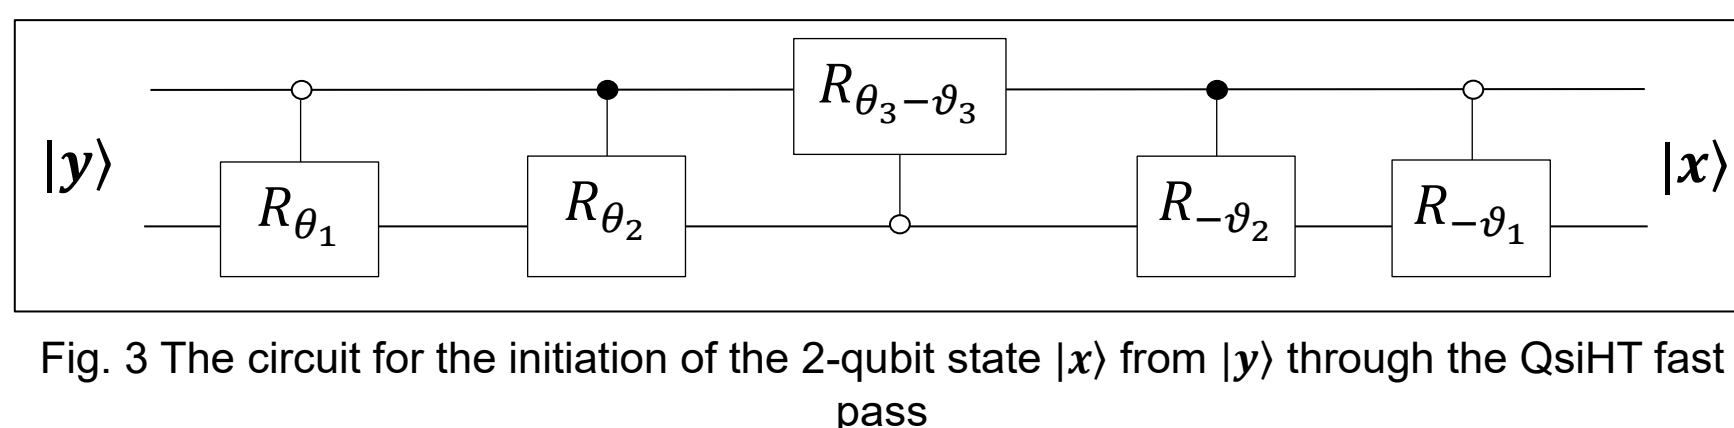 R_{θ_3−ϑ_3}
|y⟩ |x⟩
R_{θ_1} R_{θ_2} R_{−ϑ_2} R_{−ϑ_1}
Fig. 3 The circuit for the initiation of the 2-qubit state |x⟩ from |y⟩ through the QsiHT fast
pass